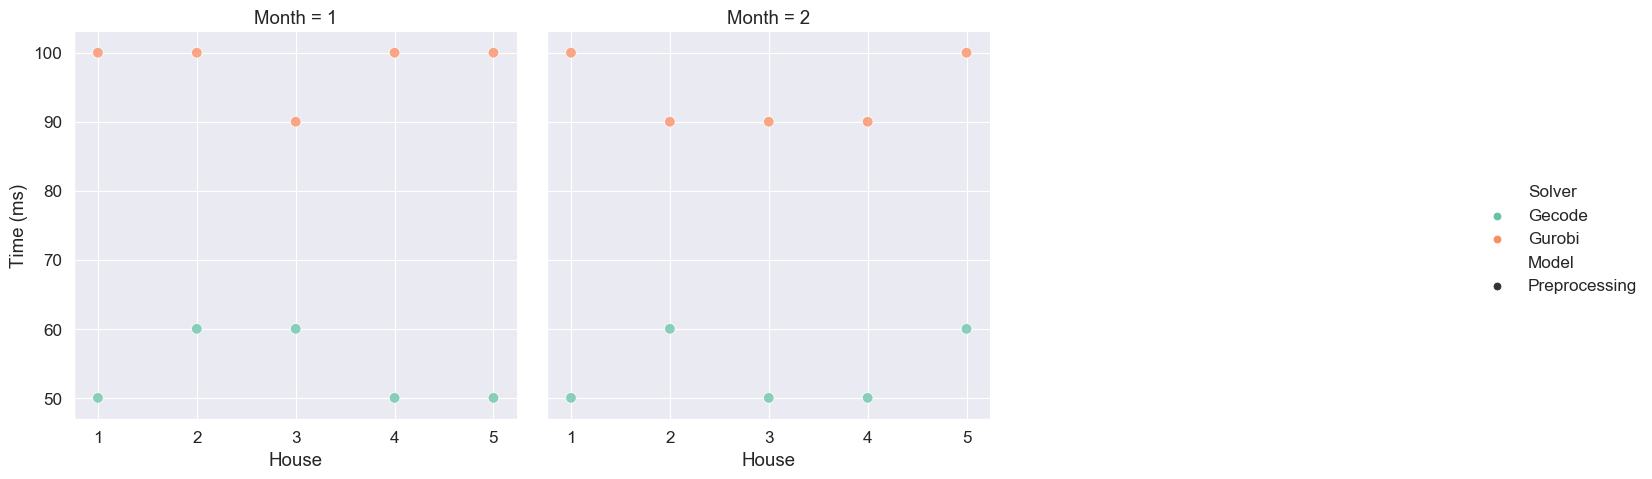 Month = 1
Month = 2
100
90
80
70
60
50
Time (ms)
1 2 3 4 5
House
1 2 3 4 5
House
Solver
Gecode
Gurobi
Model
Preprocessing